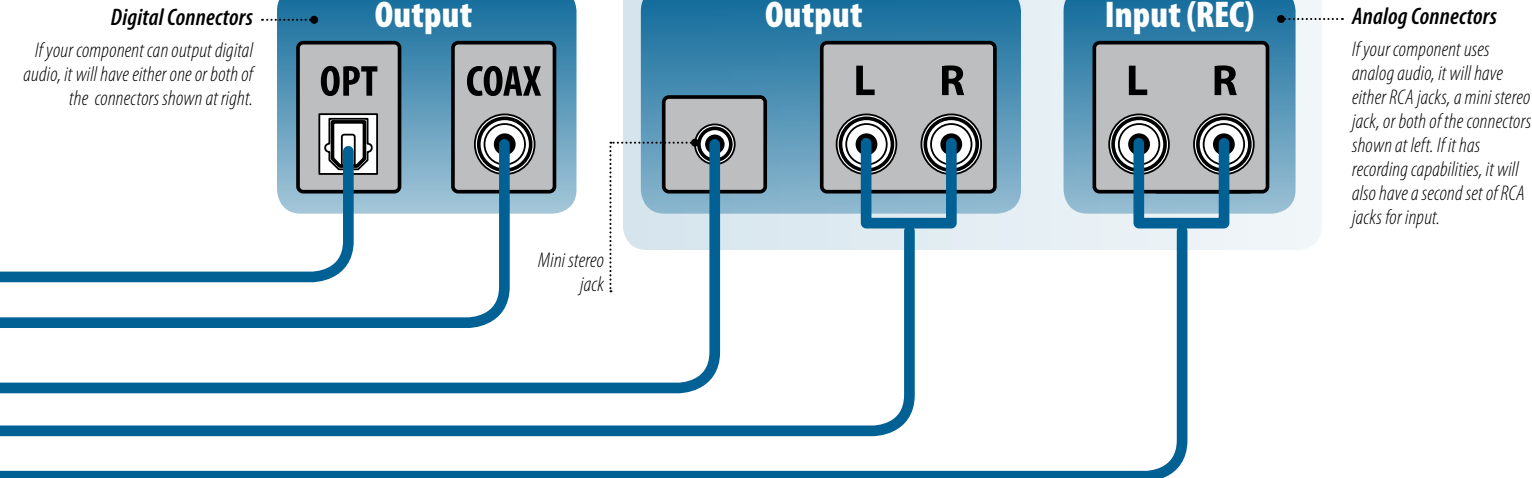 Digital Connectors
If your component can output digital
audio, it will have either one or both of
the connectors shown at right.
Output
OPT
COAX
Mini stereo
jack
Output
L
R
Input (REC)
L
R
Analog Connectors
If your component uses
analog audio, it will have
either RCA jacks, a mini stereo
jack, or both of the connectors
shown at left. If it has
recording capabilities, it will
also have a second set of RCA
jacks for input.